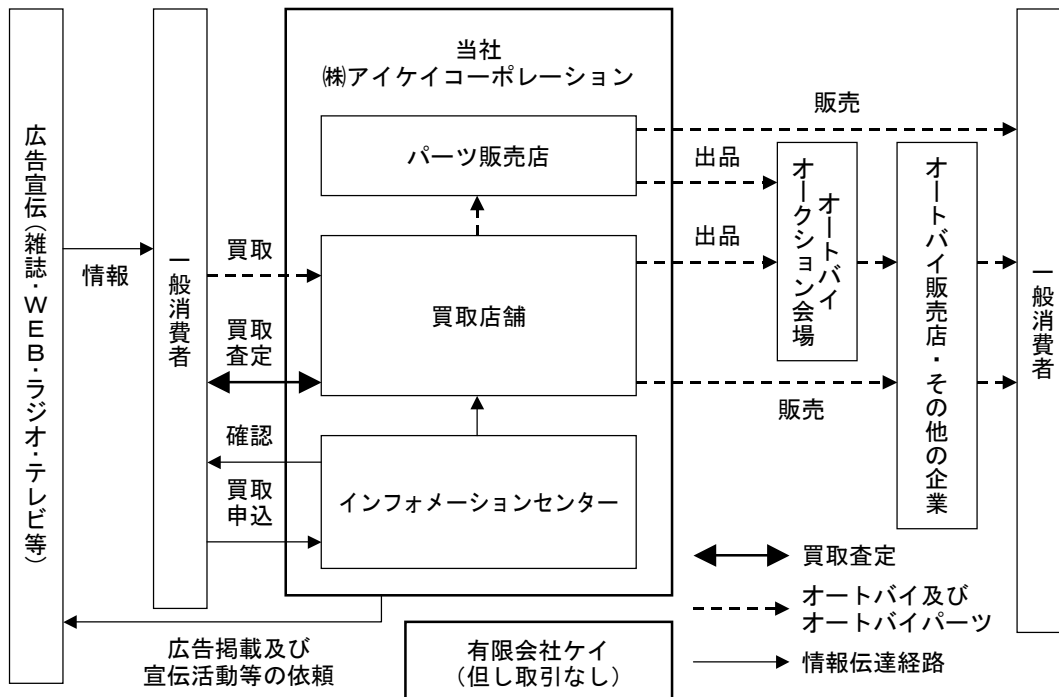 広告宣伝(雑誌・WEB・ラジオ・テレビ等)
情報
一般消費者
買取
買取
査定
確認
買取
申込
当社
㈱アイケイコーポレーション
パーツ販売店
買取店舗
インフォメーションセンター
販売
出品
出品
販売
オートバイ
オークション会場
オートバイ販売店・その他の企業
一般消費者
広告掲載及び
宣伝活動等の依頼
有限会社ケイ
(但し取引なし)
買取査定
オートバイ及び
オートバイパーツ
情報伝達経路